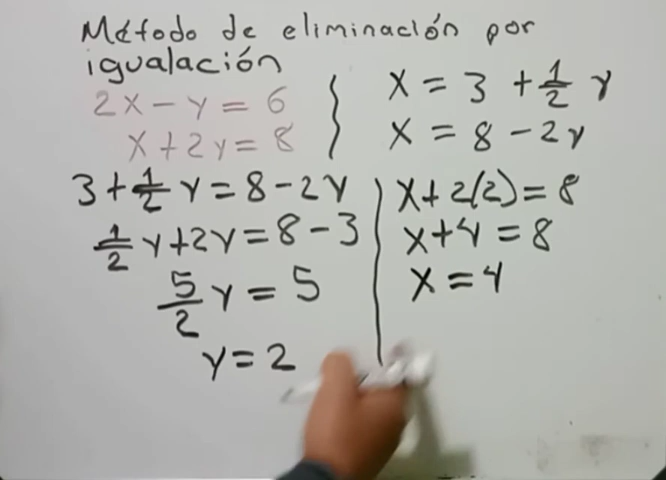 Método de eliminación por
igualación
2x - y = 6
x + 2y = 8
x = 3 + 1/2 y
x = 8 - 2y
3 + 1/2 y = 8 - 2y
1/2 y + 2y = 8 - 3
5/2 y = 5
y = 2
x + 2(2) = 8
x + 4 = 8
x = 4